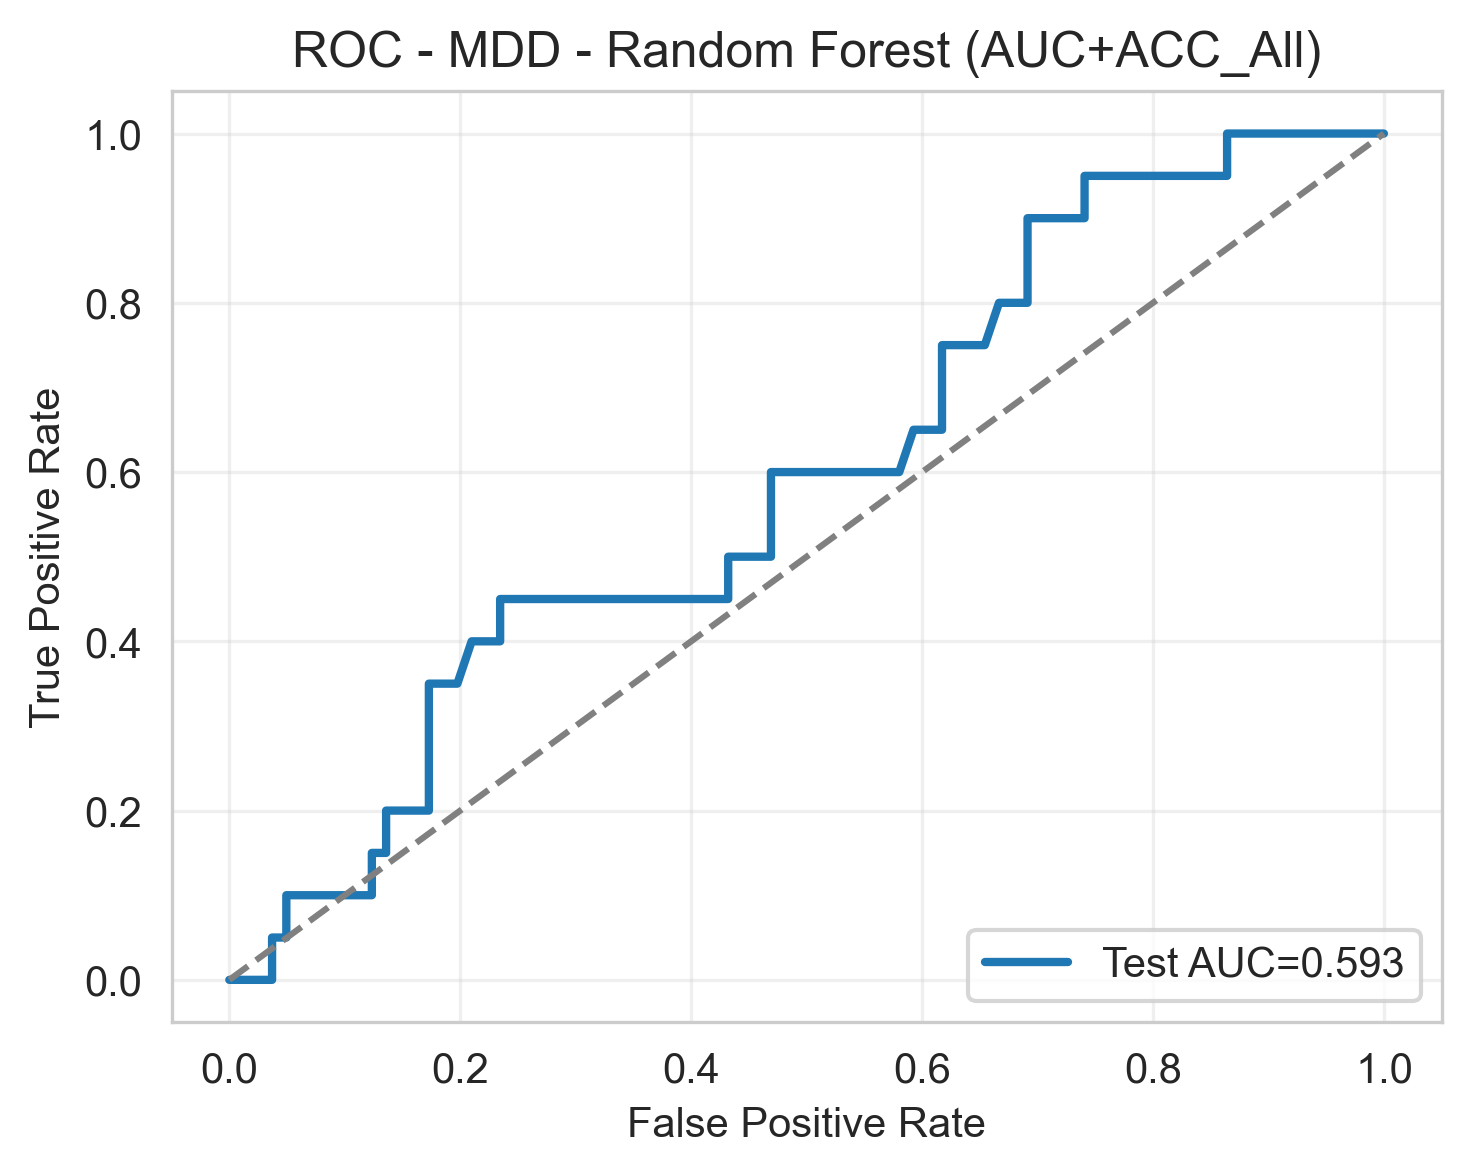 ROC - MDD - Random Forest (AUC+ACC_All)
True Positive Rate
1.0
0.8
0.6
0.4
0.2
0.0
Test AUC=0.593
0.0 0.2 0.4 0.6 0.8 1.0
False Positive Rate